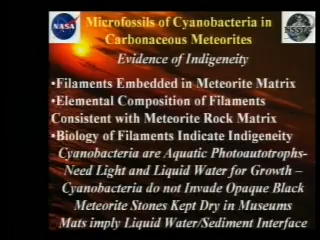 NASA
NSSTC
Microfossils of Cyanobacteria in
Carbonaceous Meteorites
Evidence of Indigeneity
•Filaments Embedded in Meteorite Matrix
•Elemental Composition of Filaments
Consistent with Meteorite Rock Matrix
•Biology of Filaments Indicate Indigeneity
Cyanobacteria are Aquatic Photoautotrophs-
Need Light and Liquid Water for Growth –
Cyanobacteria do not Invade Opaque Black
Meteorite Stones Kept Dry in Museums
Mats imply Liquid Water/Sediment Interface